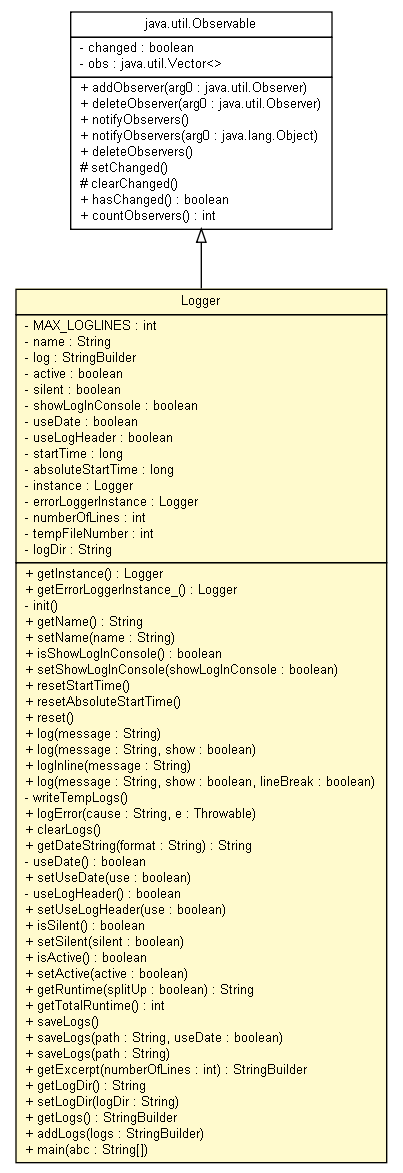 java.util.Observable
- changed : boolean
- obs : java.util.Vector<>
+ addObserver(arg0 : java.util.Observer)
+ deleteObserver(arg0 : java.util.Observer)
+ notifyObservers()
+ notifyObservers(arg0 : java.lang.Object)
+ deleteObservers()
# setChanged()
# clearChanged()
+ hasChanged() : boolean
+ countObservers() : int
Logger
- MAX_LOGLINES : int
- name : String
- log : StringBuilder
- active : boolean
- silent : boolean
- showLogInConsole : boolean
- useDate : boolean
- useLogHeader : boolean
- startTime : long
- absoluteStartTime : long
- instance : Logger
- errorLoggerInstance : Logger
- numberOfLines : int
- tempFileNumber : int
- logDir : String
+ getInstance() : Logger
+ getErrorLoggerInstance_() : Logger
- init()
+ getName() : String
+ setName(name : String)
+ isShowLogInConsole() : boolean
+ setShowLogInConsole(showLogInConsole : boolean)
+ resetStartTime()
+ resetAbsoluteStartTime()
+ reset()
+ log(message : String)
+ log(message : String, show : boolean)
+ logInline(message : String)
+ log(message : String, show : boolean, lineBreak : boolean)
- writeTempLogs()
+ logError(cause : String, e : Throwable)
+ clearLogs()
+ getDateString(format : String) : String
- useDate() : boolean
+ setUseDate(use : boolean)
- useLogHeader() : boolean
+ setUseLogHeader(use : boolean)
+ isSilent() : boolean
+ setSilent(silent : boolean)
+ isActive() : boolean
+ setActive(active : boolean)
+ getRuntime(splitUp : boolean) : String
+ getTotalRuntime() : int
+ saveLogs()
+ saveLogs(path : String, useDate : boolean)
+ saveLogs(path : String)
+ getExcerpt(numberOfLines : int) : StringBuilder
+ getLogDir() : String
+ setLogDir(logDir : String)
+ getLogs() : StringBuilder
+ addLogs(logs : StringBuilder)
+ main(abc : String[])